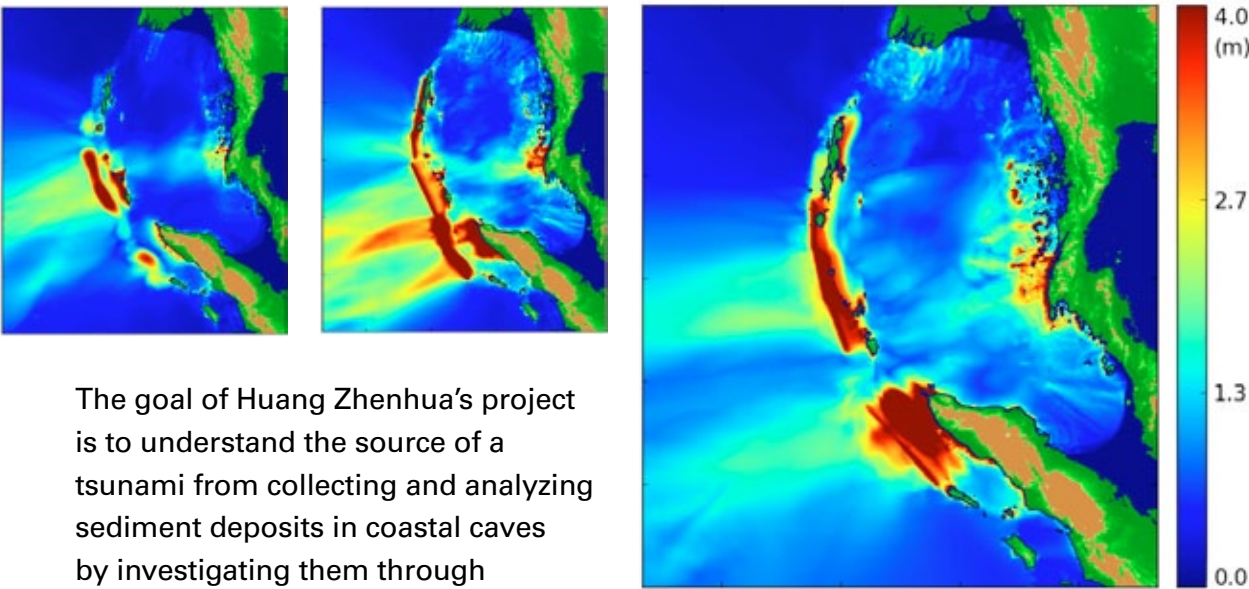 4.0
(m)
2.7
1.3
0.0
The goal of Huang Zhenhua’s project
is to understand the source of a
tsunami from collecting and analyzing
sediment deposits in coastal caves
by investigating them through